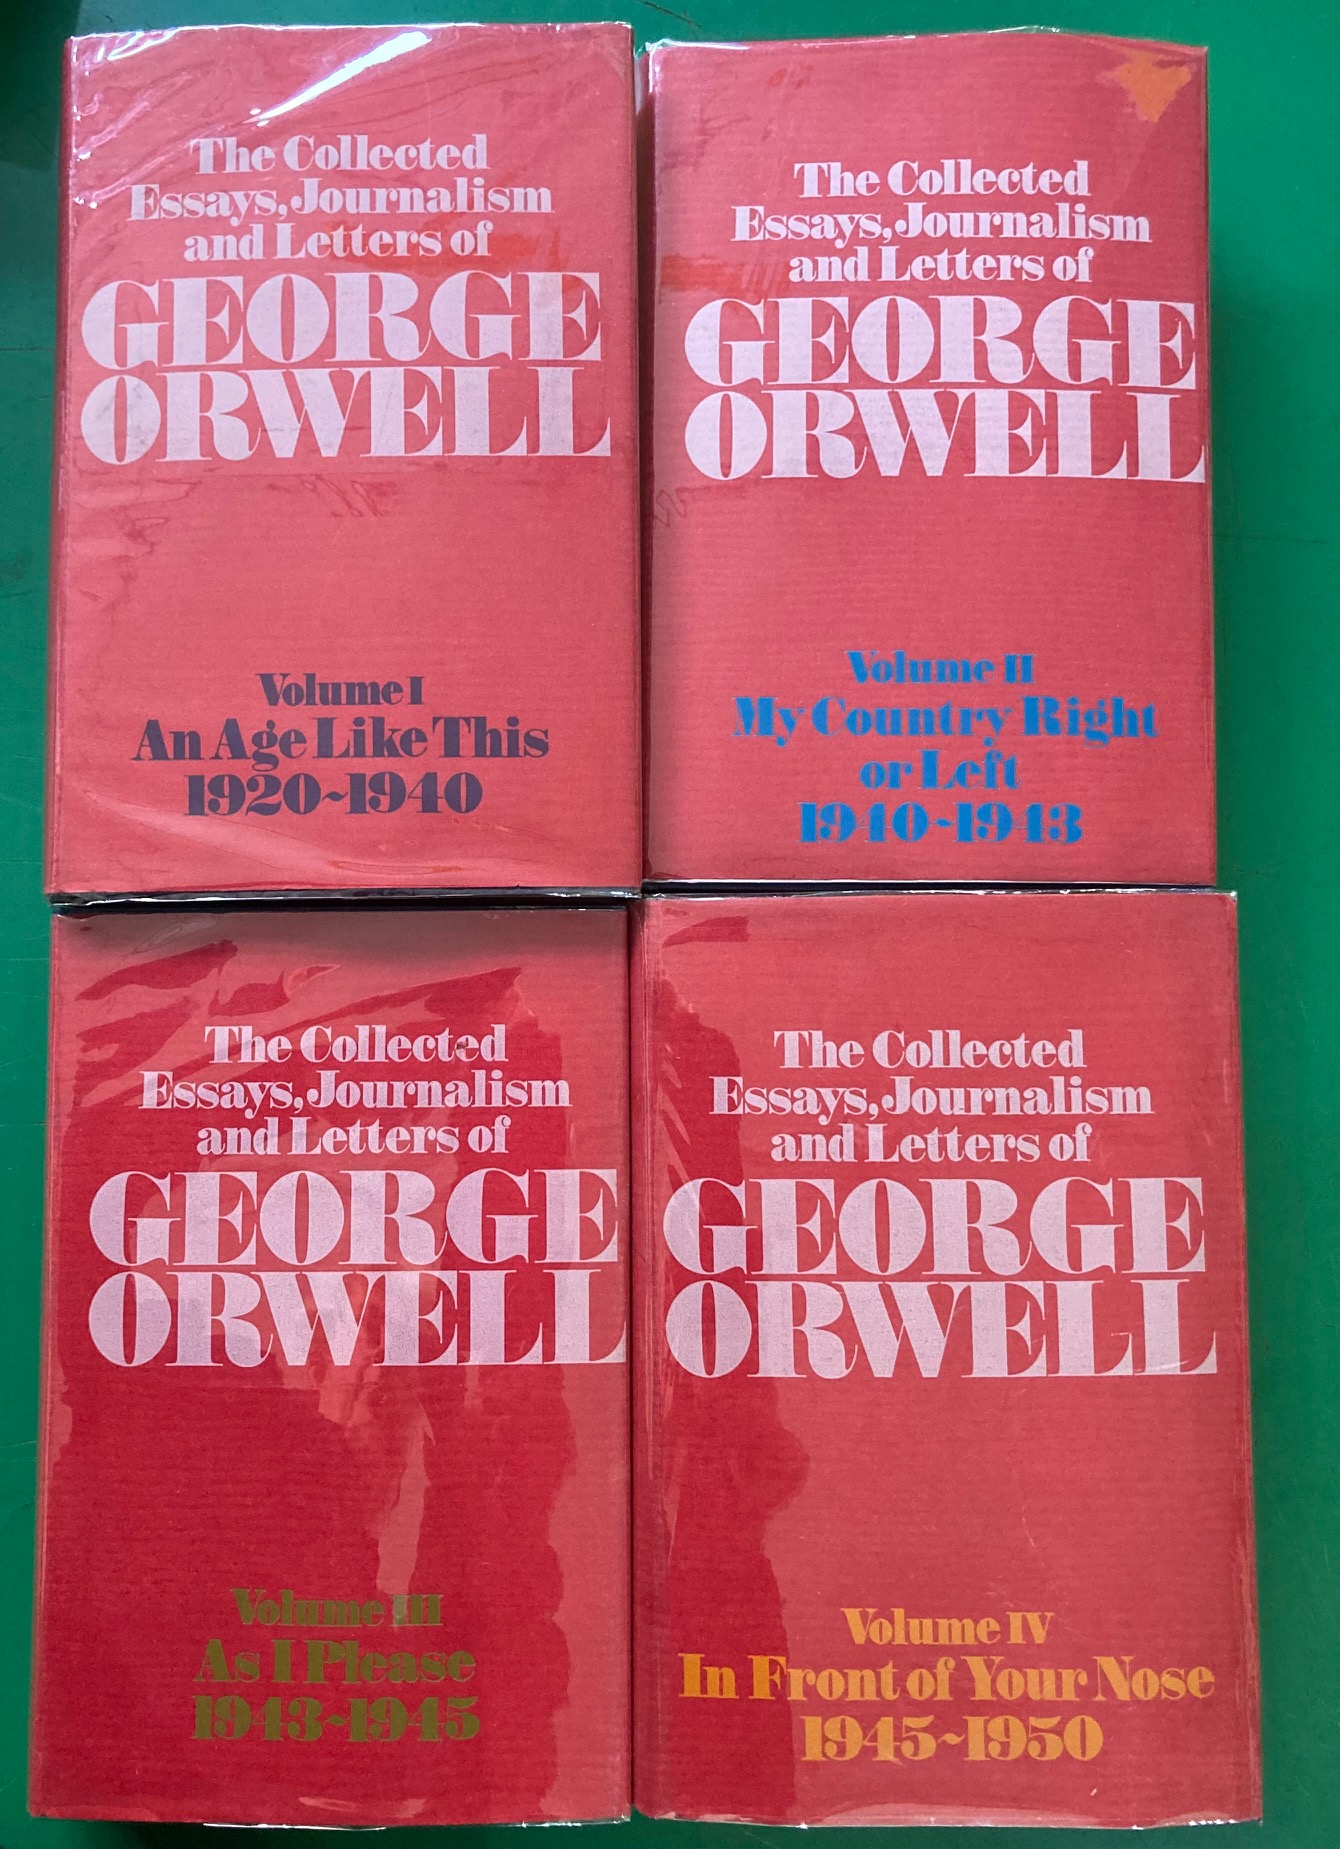 The Collected
Essays, Journalism
and Letters of
GEORGE
ORWELL
Volume I
An Age Like This
1920~1940
The Collected
Essays, Journalism
and Letters of
GEORGE
ORWELL
Volume II
My Country Right
or Left
1940~1943
The Collected
Essays, Journalism
and Letters of
GEORGE
ORWELL
Volume III
As I Please
1943~1945
The Collected
Essays, Journalism
and Letters of
GEORGE
ORWELL
Volume IV
In Front of Your Nose
1945~1950